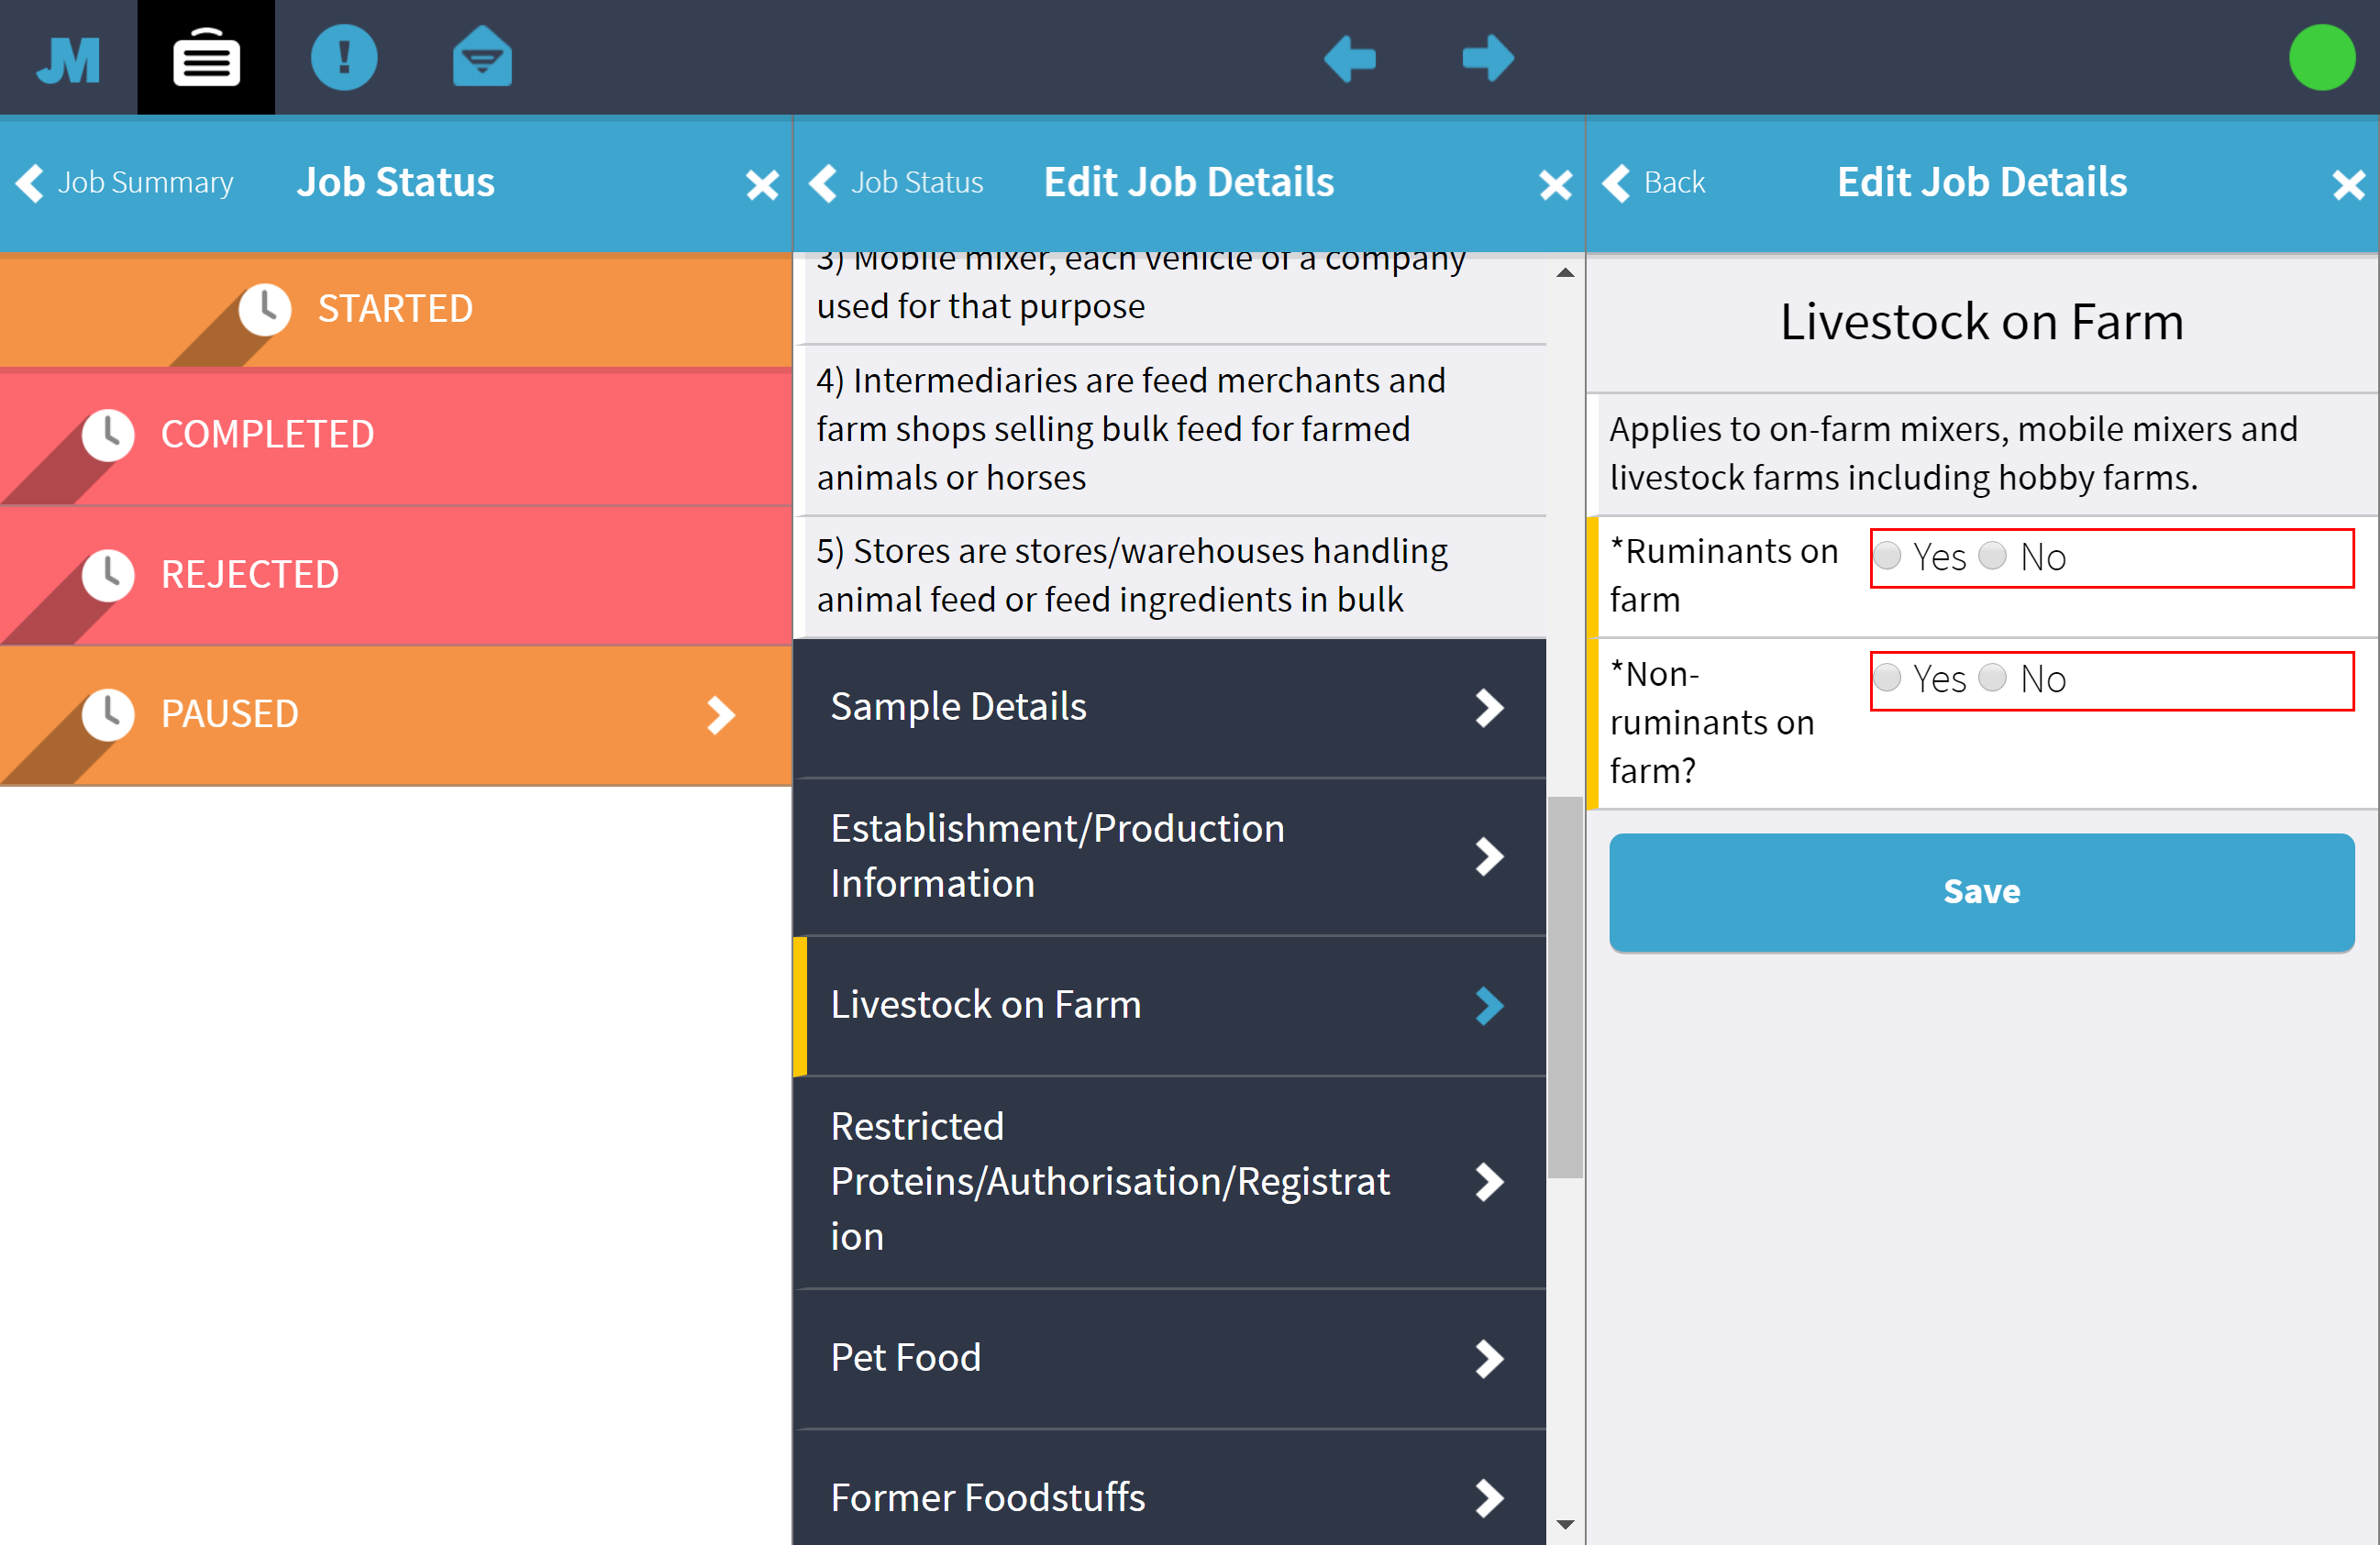 JM
Job Summary
Job Status
STARTED
COMPLETED
REJECTED
PAUSED
Job Status
Edit Job Details
3) Mobile mixer, each vehicle of a company
used for that purpose
4) Intermediaries are feed merchants and
farm shops selling bulk feed for farmed
animals or horses
5) Stores are stores/warehouses handling
animal feed or feed ingredients in bulk
Sample Details
Establishment/Production
Information
Livestock on Farm
Restricted
Proteins/Authorisation/Registrat
ion
Pet Food
Former Foodstuffs
Back
Edit Job Details
Livestock on Farm
Applies to on-farm mixers, mobile mixers and
livestock farms including hobby farms.
*Ruminants on
farm
Yes No
*Non-
ruminants on
farm?
Yes No
Save